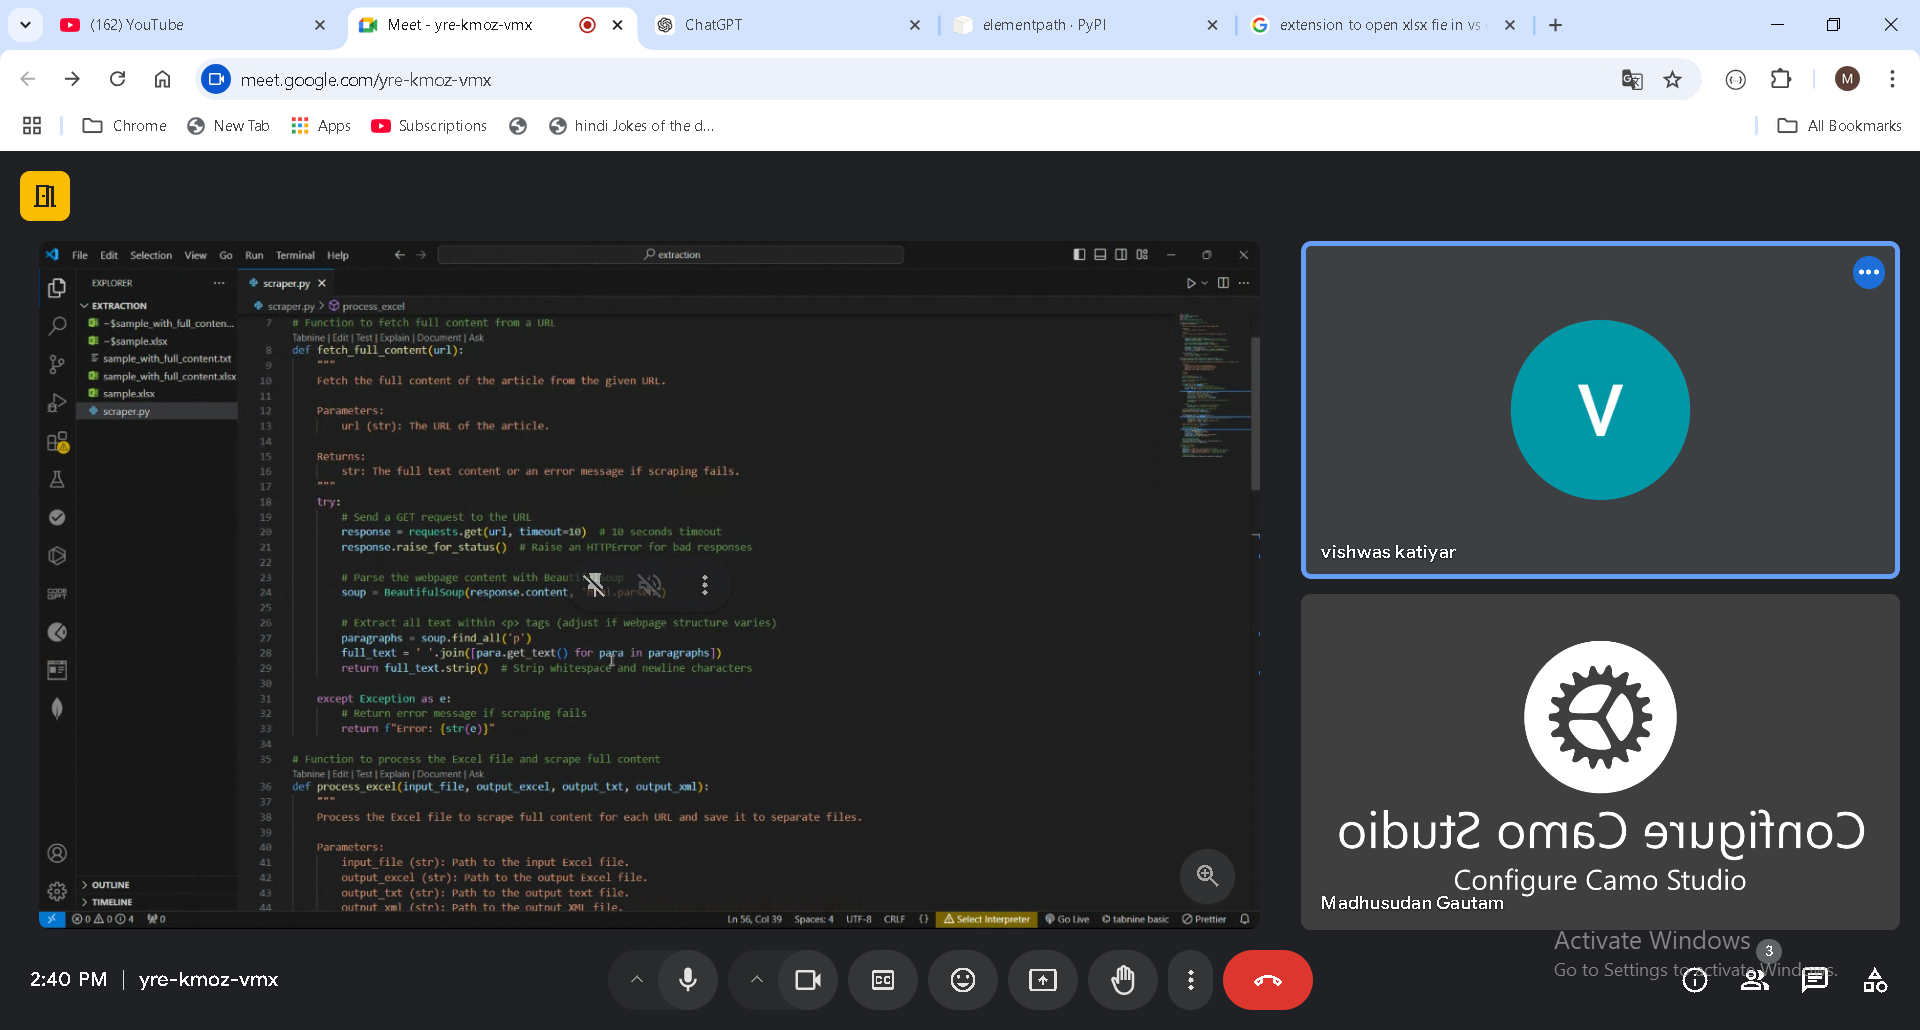 (162) YouTube
Meet - yre-kmoz-vmx
ChatGPT
elementpath · PyPI
extension to open xlsx fie in vs
meet.google.com/yre-kmoz-vmx
M
Chrome
New Tab
Apps
Subscriptions
hindi Jokes of the d...
All Bookmarks
File Edit Selection View Go Run Terminal Help
extraction
EXPLORER
EXTRACTION
~$sample_with_full_conten...
~$sample.xlsx
sample_with_full_content.txt
sample_with_full_content.xlsx
sample.xlsx
scraper.py
OUTLINE
TIMELINE
scraper.py
scraper.py > process_excel
7 # Function to fetch full content from a URL
Tabnine | Edit | Test | Explain | Document | Ask
8 def fetch_full_content(url):
9 """
10 Fetch the full content of the article from the given URL.
11
12 Parameters:
13 url (str): The URL of the article.
14
15 Returns:
16 str: The full text content or an error message if scraping fails.
17 """
18 try:
19 # Send a GET request to the URL
20 response = requests.get(url, timeout=10) # 10 seconds timeout
21 response.raise_for_status() # Raise an HTTPError for bad responses
22
23 # Parse the webpage content with BeautifulSoup
24 soup = BeautifulSoup(response.content, 'html.parser')
25
26 # Extract all text within <p> tags (adjust if webpage structure varies)
27 paragraphs = soup.find_all('p')
28 full_text = ' '.join([para.get_text() for para in paragraphs])
29 return full_text.strip() # Strip whitespace and newline characters
30
31 except Exception as e:
32 # Return error message if scraping fails
33 return f"Error: {str(e)}"
34
35 # Function to process the Excel file and scrape full content
Tabnine | Edit | Test | Explain | Document | Ask
36 def process_excel(input_file, output_excel, output_txt, output_xml):
37 """
38 Process the Excel file to scrape full content for each URL and save it to separate files.
39
40 Parameters:
41 input_file (str): Path to the input Excel file.
42 output_excel (str): Path to the output Excel file.
43 output_txt (str): Path to the output text file.
44 output_xml (str): Path to the output XML file.
0 0 4 0
Ln 56, Col 39 Spaces: 4 UTF-8 CRLF {} Select Interpreter Go Live tabnine basic Prettier
V
vishwas katiyar
Configure Camo Studio
Configure Camo Studio
Madhusudan Gautam
Activate Windows
Go to Settings to activate Windows.
3
2:40 PM | yre-kmoz-vmx